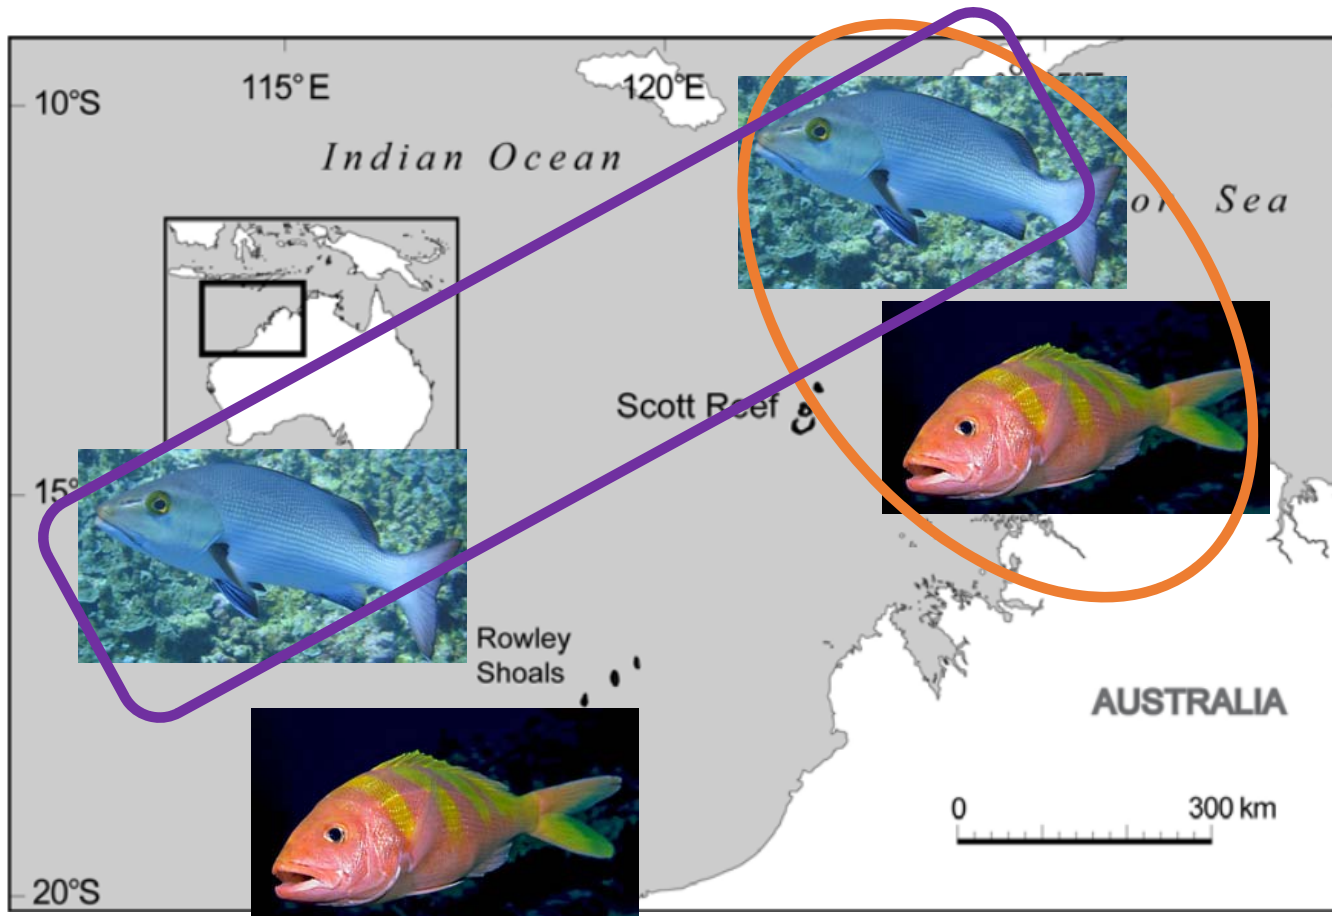 115°E
120°E
10°S
Indian Ocean
Sea
Scott Reef
15°
Rowley
Shoals
AUSTRALIA
0 300 km
20°S